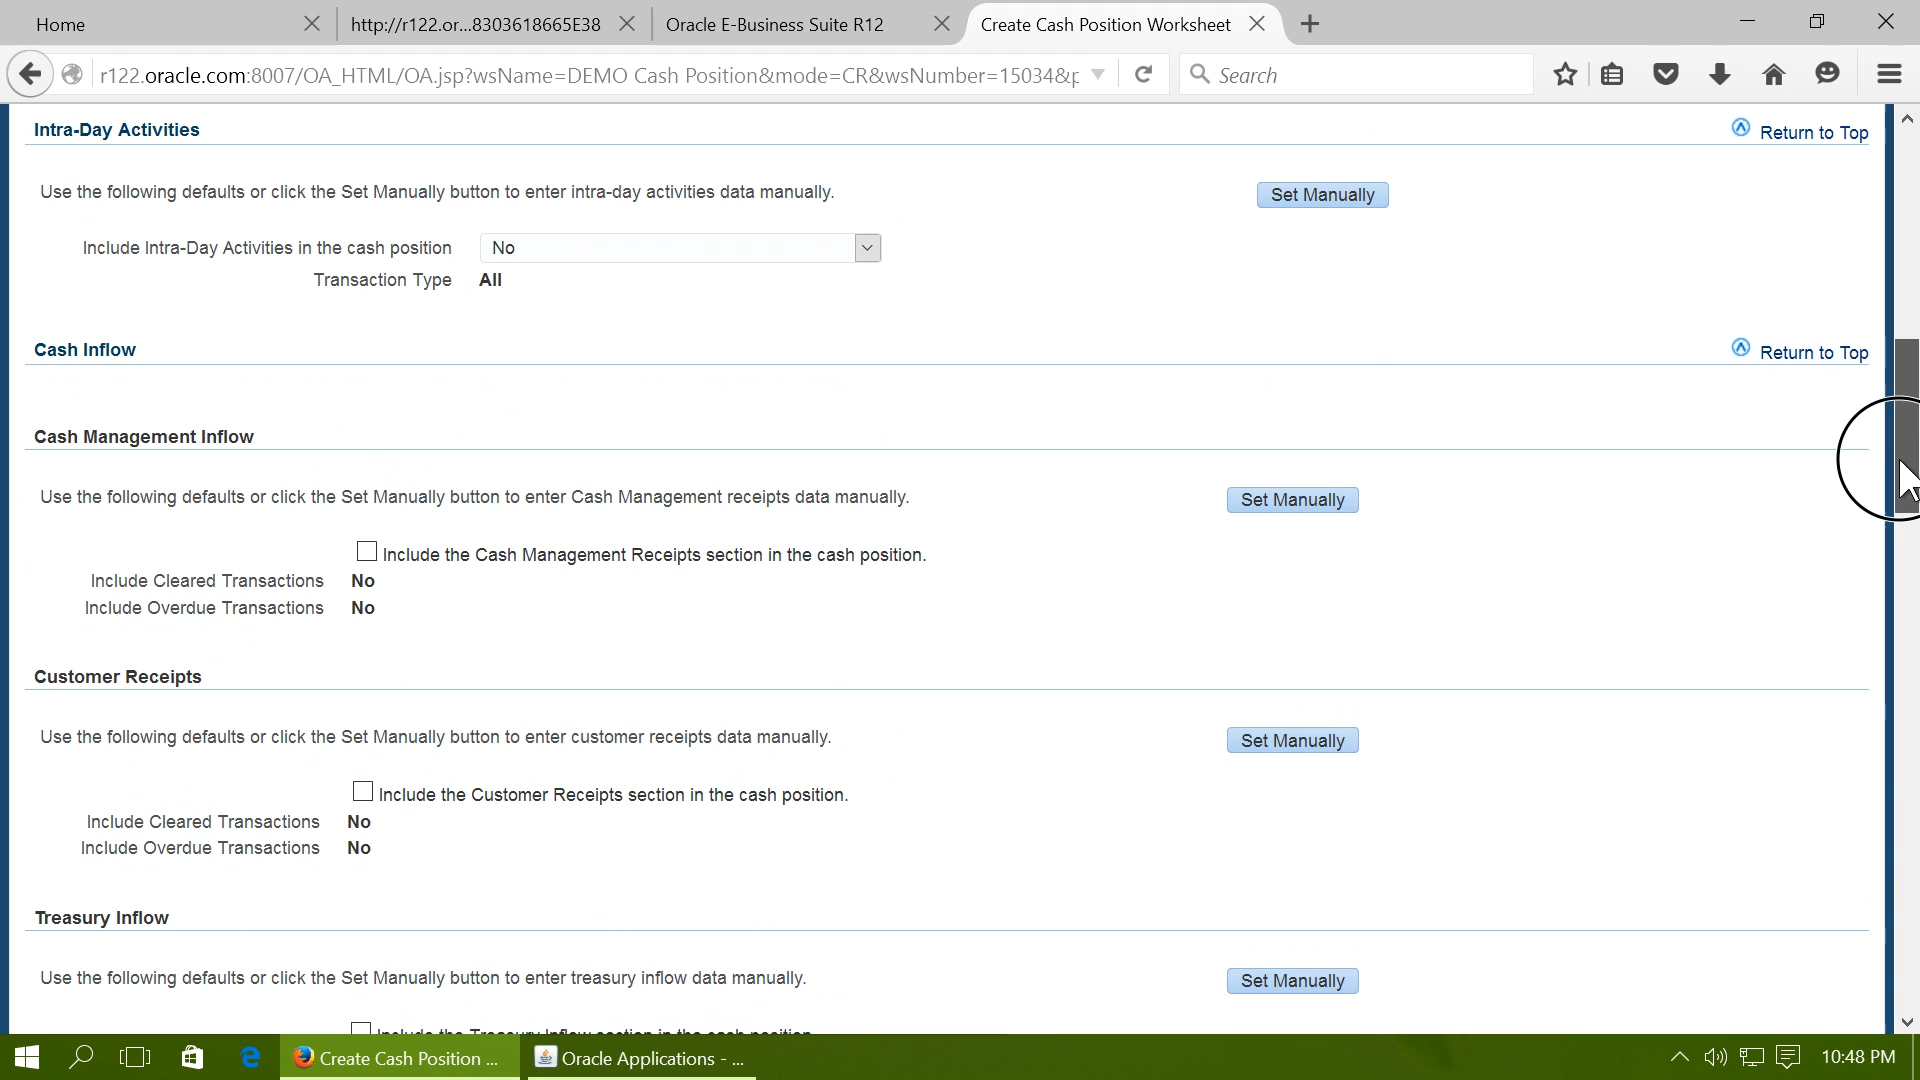 Home
http://r122.or...8303618665E38
Oracle E-Business Suite R12
Create Cash Position Worksheet
r122.oracle.com:8007/OA_HTML/OA.jsp?wsName=DEMO Cash Position&mode=CR&wsNumber=15034&p
Search
Intra-Day Activities
Return to Top
Use the following defaults or click the Set Manually button to enter intra-day activities data manually.
Set Manually
Include Intra-Day Activities in the cash position No
Transaction Type All
Cash Inflow
Return to Top
Cash Management Inflow
Use the following defaults or click the Set Manually button to enter Cash Management receipts data manually.
Set Manually
Include the Cash Management Receipts section in the cash position.
Include Cleared Transactions No
Include Overdue Transactions No
Customer Receipts
Use the following defaults or click the Set Manually button to enter customer receipts data manually.
Set Manually
Include the Customer Receipts section in the cash position.
Include Cleared Transactions No
Include Overdue Transactions No
Treasury Inflow
Use the following defaults or click the Set Manually button to enter treasury inflow data manually.
Set Manually
Include the Treasury Inflow section in the cash position
Create Cash Position ...
Oracle Applications - ...
10:48 PM